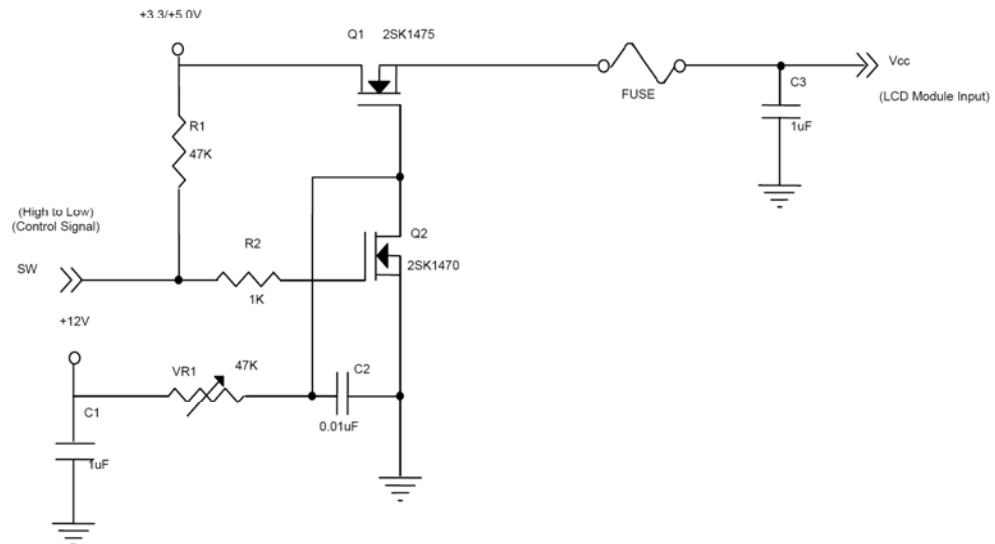 +3.3/+5.0V
Q1 2SK1475
Vcc
C3
FUSE
(LCD Module Input)
R1
1uF
47K
(High to Low)
(Control Signal)
Q2
R2
SW
2SK1470
1K
+12V
47K
VR1
C2
C1
0.01uF
1uF